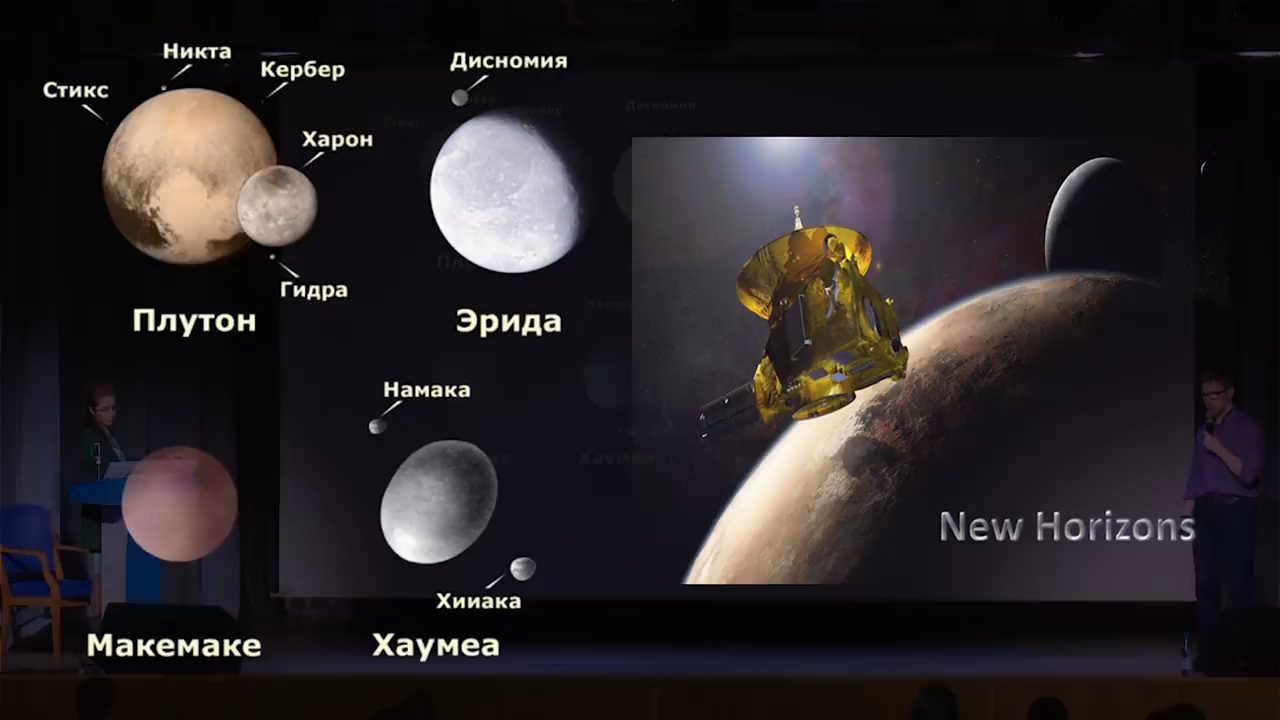 Никта
Кербер
Стикс
Харон
Гидра
Плутон
Дисномия
Эрида
Намака
Хииака
Макемаке
Хаумеа
New Horizons